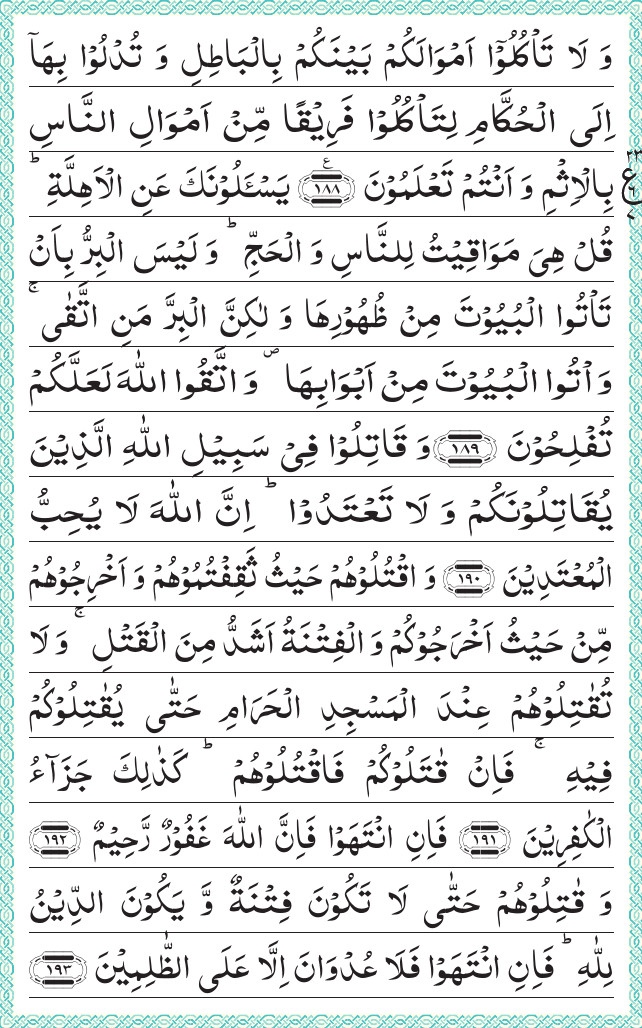 وَ لَا تَاۡكُلُوۡۤا اَمۡوَالَكُمۡ بَيۡنَكُمۡ بِالۡبَاطِلِ وَ تُدۡلُوۡا بِهَاۤ
اِلَى الۡحُکَّامِ لِتَاۡکُلُوۡا فَرِيۡقًا مِّنۡ اَمۡوَالِ النَّاسِ
بِالۡاِثۡمِ وَ اَنۡتُمۡ تَعۡلَمُوۡنَ ﴿۱۸۸﴾ ع يَسۡـَٔلُوۡنَكَ عَنِ الۡاَهِلَّةِ ؕ
قُلۡ هِىَ مَوَاقِيۡتُ لِلنَّاسِ وَ الۡحَجِّ ؕ وَ لَيۡسَ الۡبِرُّ بِاَنۡ
تَاۡتُوا الۡبُيُوۡتَ مِنۡ ظُهُوۡرِهَا وَ لٰكِنَّ الۡبِرَّ مَنِ اتَّقٰى ۚ
وَ اۡتُوا الۡبُيُوۡتَ مِنۡ اَبۡوَابِهَا ۪ وَ اتَّقُوا اللّٰهَ لَعَلَّكُمۡ
تُفۡلِحُوۡنَ ﴿۱۸۹﴾ وَ قَاتِلُوۡا فِىۡ سَبِيۡلِ اللّٰهِ الَّذِيۡنَ
يُقَاتِلُوۡنَكُمۡ وَ لَا تَعۡتَدُوۡا ؕ اِنَّ اللّٰهَ لَا يُحِبُّ
الۡمُعۡتَدِيۡنَ ﴿۱۹۰﴾ وَ اقۡتُلُوۡهُمۡ حَيۡثُ ثَقِفۡتُمُوۡهُمۡ وَ اَخۡرِجُوۡهُمۡ
مِّنۡ حَيۡثُ اَخۡرَجُوۡكُمۡ وَ الۡفِتۡنَةُ اَشَدُّ مِنَ الۡقَتۡلِ ۚ وَ لَا
تُقٰتِلُوۡهُمۡ عِنۡدَ الۡمَسۡجِدِ الۡحَرَامِ حَتّٰى يُقٰتِلُوۡكُمۡ
فِيۡهِ ۚ فَاِنۡ قٰتَلُوۡكُمۡ فَاقۡتُلُوۡهُمۡ ؕ كَذٰلِكَ جَزَآءُ
الۡكٰفِرِيۡنَ ﴿۱۹۱﴾ فَاِنِ انۡتَهَوۡا فَاِنَّ اللّٰهَ غَفُوۡرٌ رَّحِيۡمٌ ﴿۱۹۲﴾
وَ قٰتِلُوۡهُمۡ حَتّٰى لَا تَكُوۡنَ فِتۡنَةٌ وَّ يَكُوۡنَ الدِّيۡنُ
لِلّٰهِ ؕ فَاِنِ انۡتَهَوۡا فَلَا عُدۡوَانَ اِلَّا عَلَى الظّٰلِمِيۡنَ ﴿۱۹۳﴾